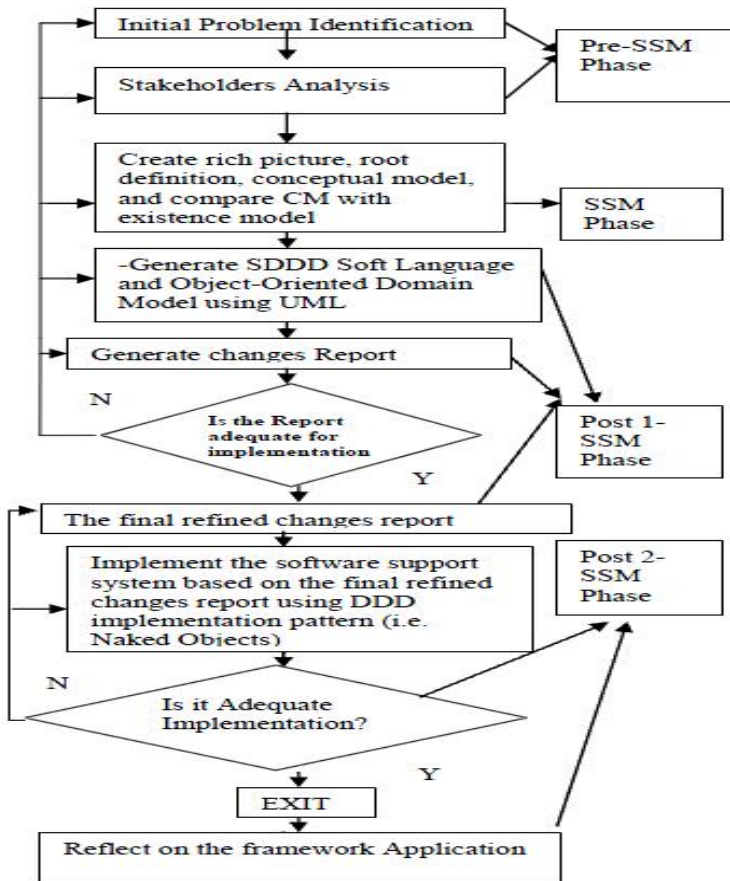 Initial Problem Identification
Pre-SSM
Phase
Stakeholders Analysis
Create rich picture, root
definition, conceptual model,
and compare CM with
existence model
SSM
Phase
-Generate SDDD Soft Language
and Object-Oriented Domain
Model using UML
Generate changes Report
N
Is the Report
adequate for
implementation
Post 1-
SSM
Phase
Y
The final refined changes report
Implement the software support
system based on the final refined
changes report using DDD
implementation pattern (i.e.
Naked Objects)
Post 2-
SSM
Phase
N
Is it Adequate
Implementation?
Y
EXIT
Reflect on the framework Application